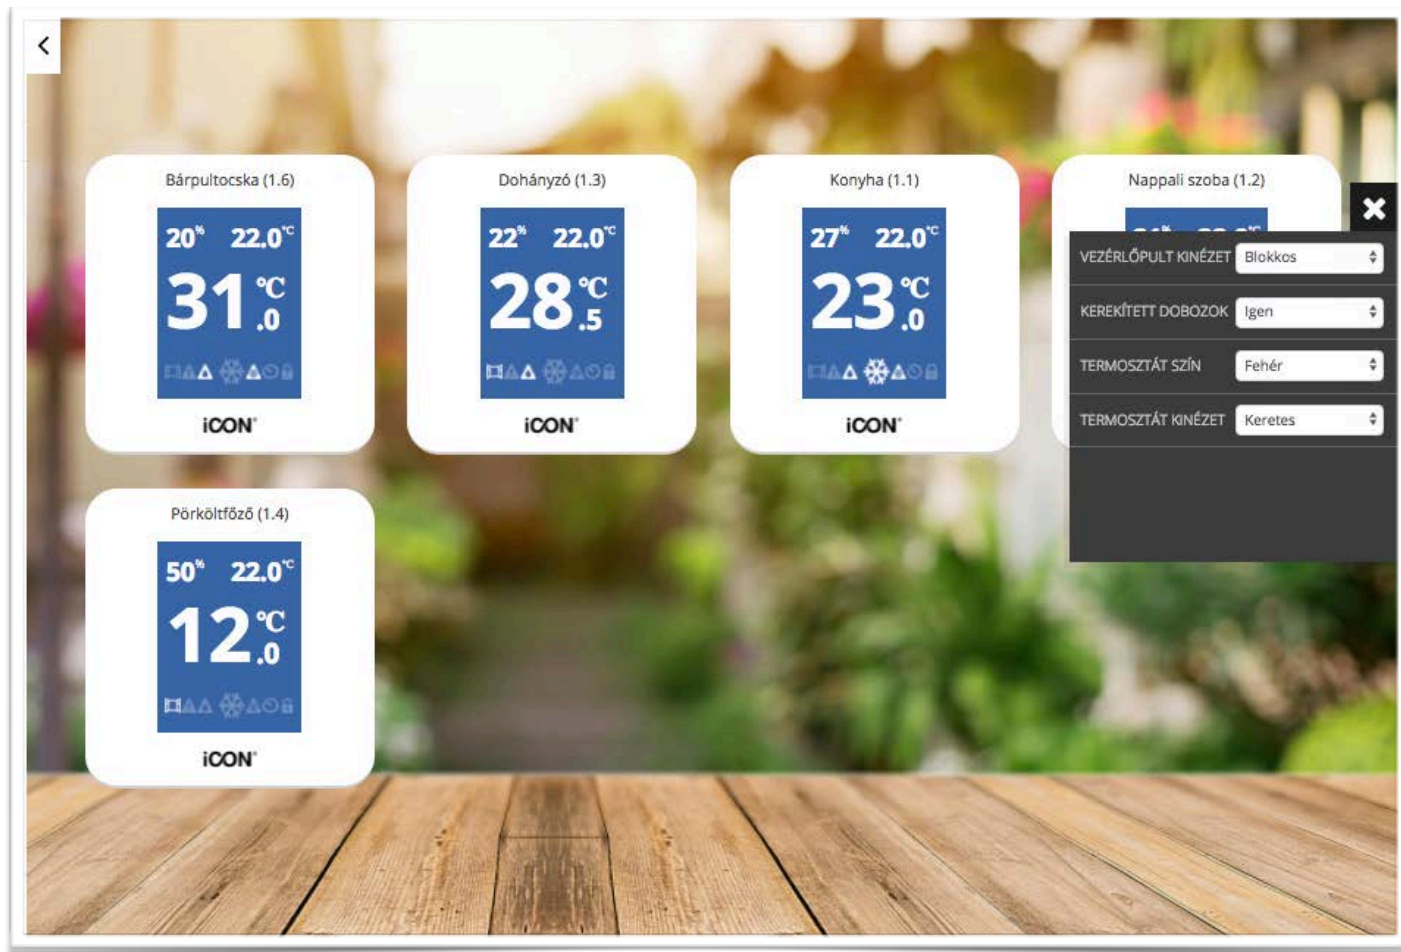 Bárpultocska (1.6)
20% 22.0°C
31.0 °C
iCON®
Dohányzó (1.3)
22% 22.0°C
28.5 °C
iCON®
Konyha (1.1)
27% 22.0°C
23.0 °C
iCON®
Nappali szoba (1.2)
VEZÉRLŐPULT KINÉZET Blokkos
KEREKÍTETT DOBOZOK Igen
TERMOSZTÁT SZÍN Fehér
TERMOSZTÁT KINÉZET Keretes
Pörköltfőző (1.4)
50% 22.0°C
12.0 °C
iCON®